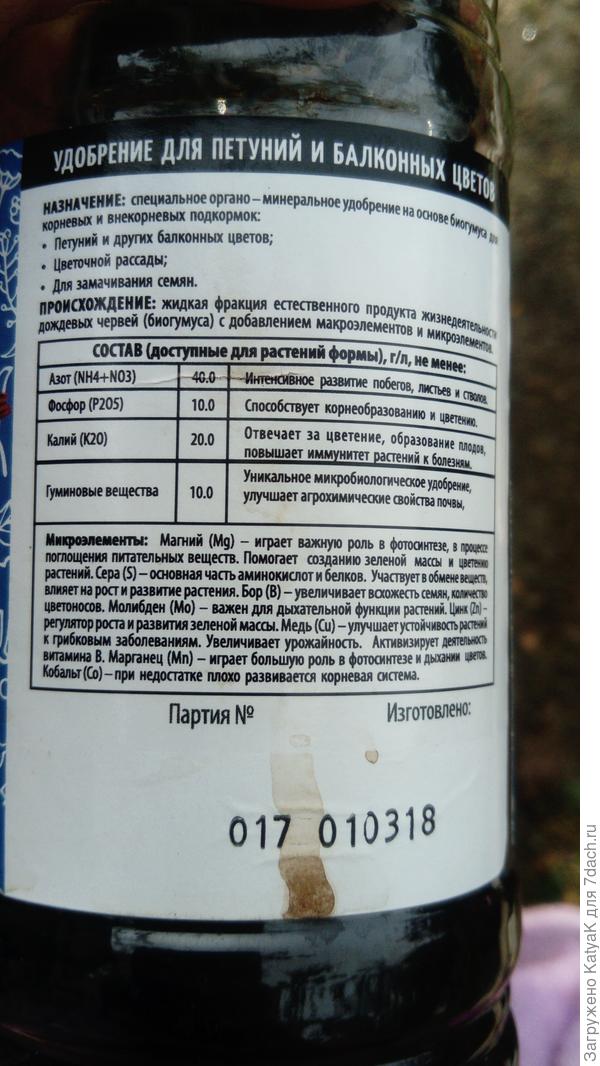 УДОБРЕНИЕ ДЛЯ ПЕТУНИЙ И БАЛКОННЫХ ЦВЕТОВ
НАЗНАЧЕНИЕ: специальное органо – минеральное удобрение на основе биогумуса для
корневых и внекорневых подкормок:
• Петуний и других балконных цветов;
• Цветочной рассады;
• Для замачивания семян.
ПРОИСХОЖДЕНИЕ: жидкая фракция естественного продукта жизнедеятельности
дождевых червей (биогумуса) с добавлением макроэлементов и микроэлементов.
СОСТАВ (доступные для растений формы), г/л, не менее:
Азот (NH4+NO3) 40.0 Интенсивное развитие побегов, листьев и стволов.
Фосфор (P2O5) 10.0 Способствует корнеобразованию и цветению.
Калий (K2O) 20.0 Отвечает за цветение, образование плодов,
повышает иммунитет растений к болезням.
Гуминовые вещества 10.0 Уникальное микробиологическое удобрение,
улучшает агрохимические свойства почвы,
Микроэлементы: Магний (Mg) – играет важную роль в фотосинтезе, в процессе
поглощения питательных веществ. Помогает созданию зеленой массы и цветению
растений. Сера (S) – основная часть аминокислот и белков. Участвует в обмене веществ,
влияет на рост и развитие растения. Бор (B) – увеличивает всхожесть семян, количество
цветоносов. Молибден (Mo) – важен для дыхательной функции растений. Цинк (Zn) –
регулятор роста и развития зеленой массы. Медь (Cu) – улучшает устойчивость растений
к грибковым заболеваниям. Увеличивает урожайность. Активизирует деятельность
витамина В. Марганец (Mn) – играет большую роль в фотосинтезе и дыхании цветов.
Кобальт (Co) – при недостатке плохо развивается корневая система.
Партия № Изготовлено:
017 010318
Загружено KatyaK для 7dach.ru